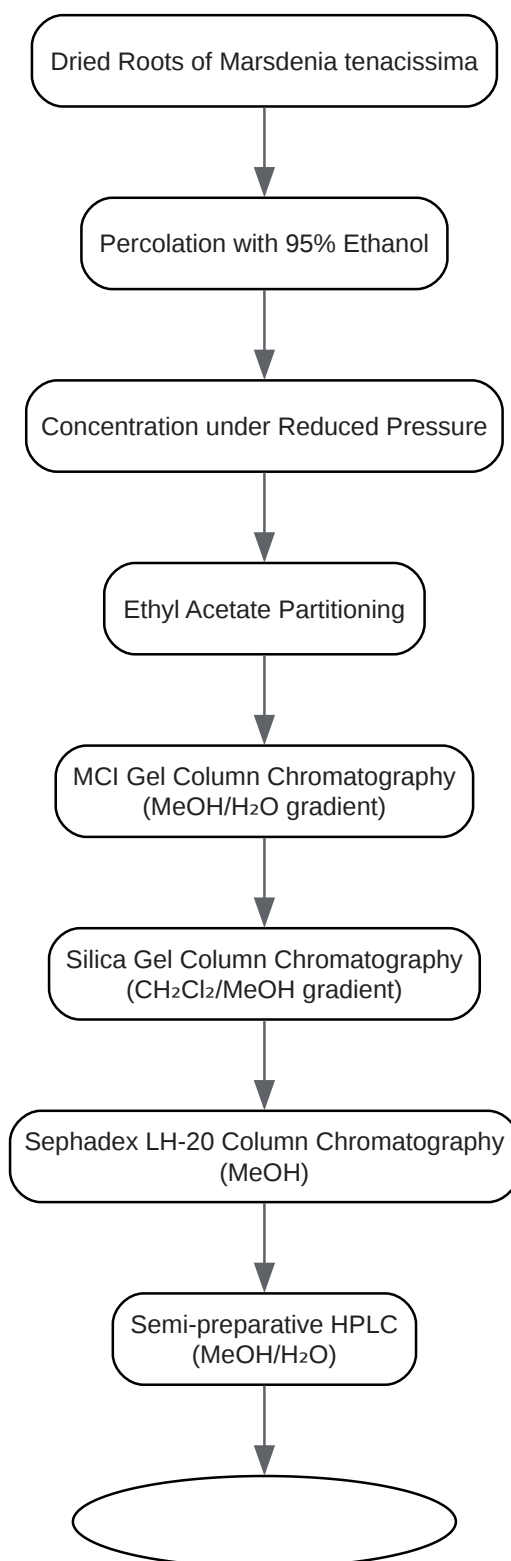 Dried Roots of Marsdenia tenacissima
Percolation with 95% Ethanol
Concentration under Reduced Pressure
Ethyl Acetate Partitioning
MCI Gel Column Chromatography
(MeOH/H₂O gradient)
Silica Gel Column Chromatography
(CH₂Cl₂/MeOH gradient)
Sephadex LH-20 Column Chromatography
(MeOH)
Semi-preparative HPLC
(MeOH/H₂O)